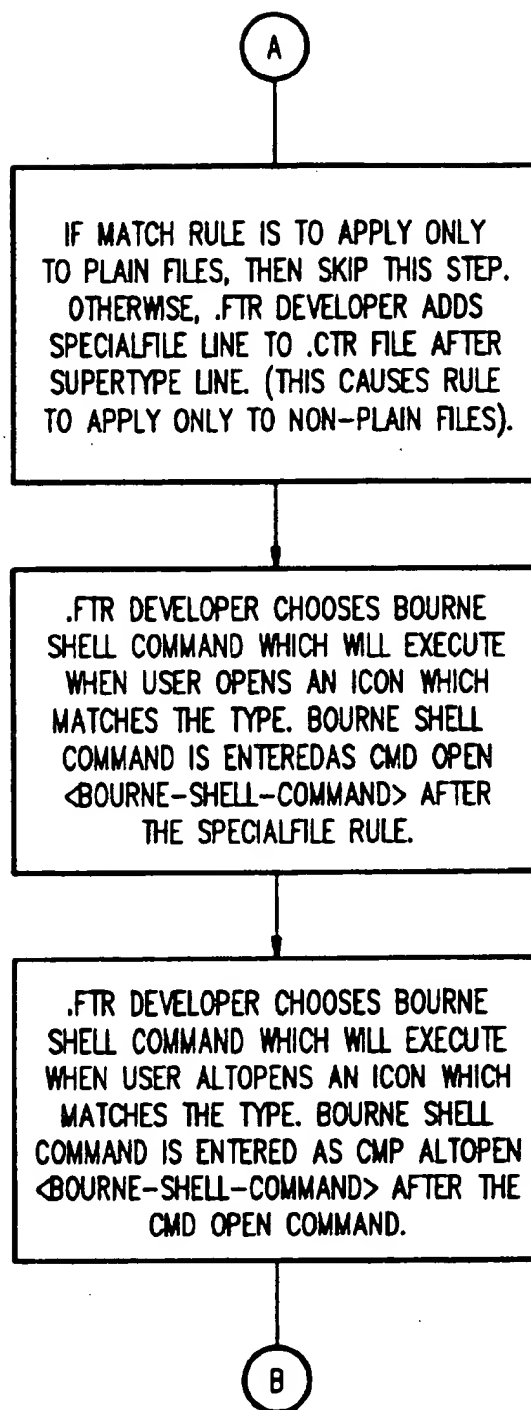 A
IF MATCH RULE IS TO APPLY ONLY
TO PLAIN FILES, THEN SKIP THIS STEP.
OTHERWISE, .FTR DEVELOPER ADDS
SPECIALFILE LINE TO .CTR FILE AFTER
SUPERTYPE LINE. (THIS CAUSES RULE
TO APPLY ONLY TO NON-PLAIN FILES).
.FTR DEVELOPER CHOOSES BOURNE
SHELL COMMAND WHICH WILL EXECUTE
WHEN USER OPENS AN ICON WHICH
MATCHES THE TYPE. BOURNE SHELL
COMMAND IS ENTEREDAS CMD OPEN
<BOURNE-SHELL-COMMAND> AFTER
THE SPECIALFILE RULE.
.FTR DEVELOPER CHOOSES BOURNE
SHELL COMMAND WHICH WILL EXECUTE
WHEN USER ALTOPENS AN ICON WHICH
MATCHES THE TYPE. BOURNE SHELL
COMMAND IS ENTERED AS CMP ALTOPEN
<BOURNE-SHELL-COMMAND> AFTER THE
CMD OPEN COMMAND.
B